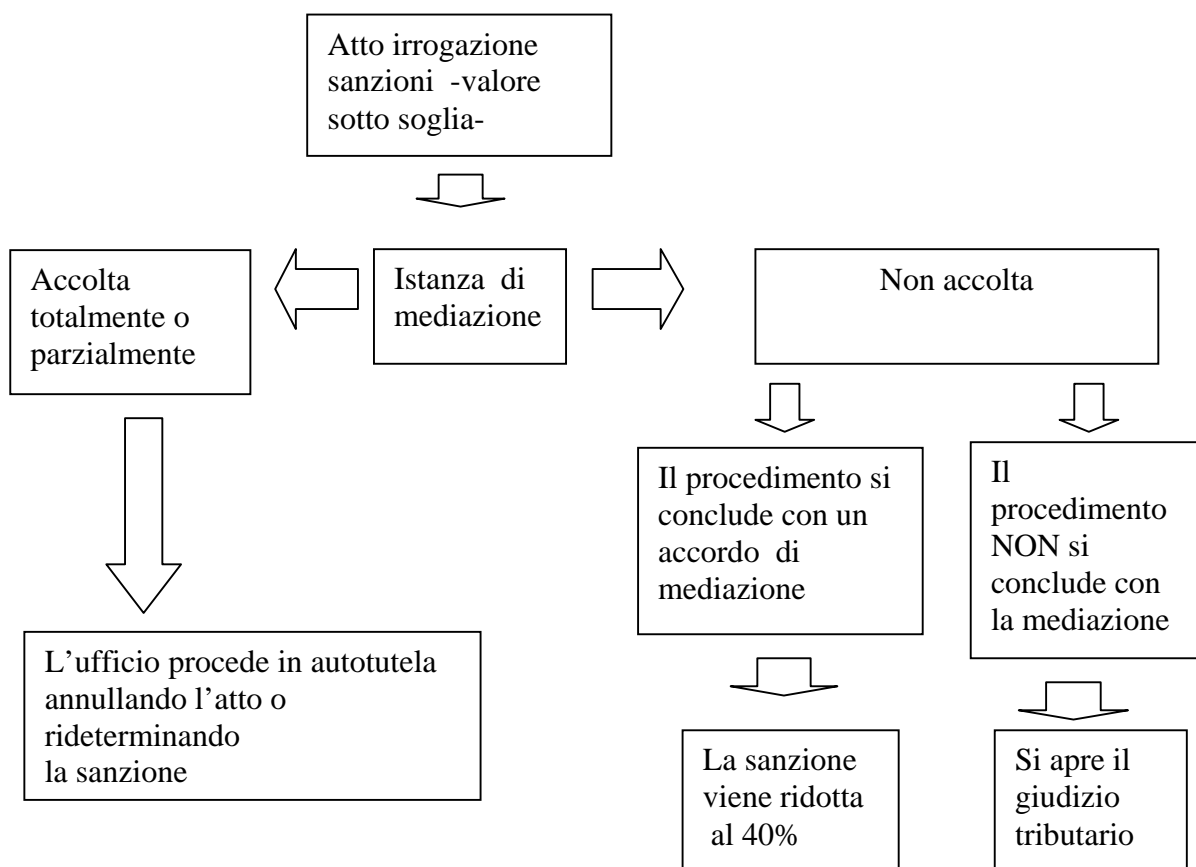 Atto irrogazione
sanzioni -valore
sotto soglia-
Accolta
totalmente o
parzialmente
Istanza di
mediazione
Non accolta
Il procedimento si
conclude con un
accordo di
mediazione
Il
procedimento
NON si
conclude con
la mediazione
L’ufficio procede in autotutela
annullando l’atto o
rideterminando
la sanzione
La sanzione
viene ridotta
al 40%
Si apre il
giudizio
tributario